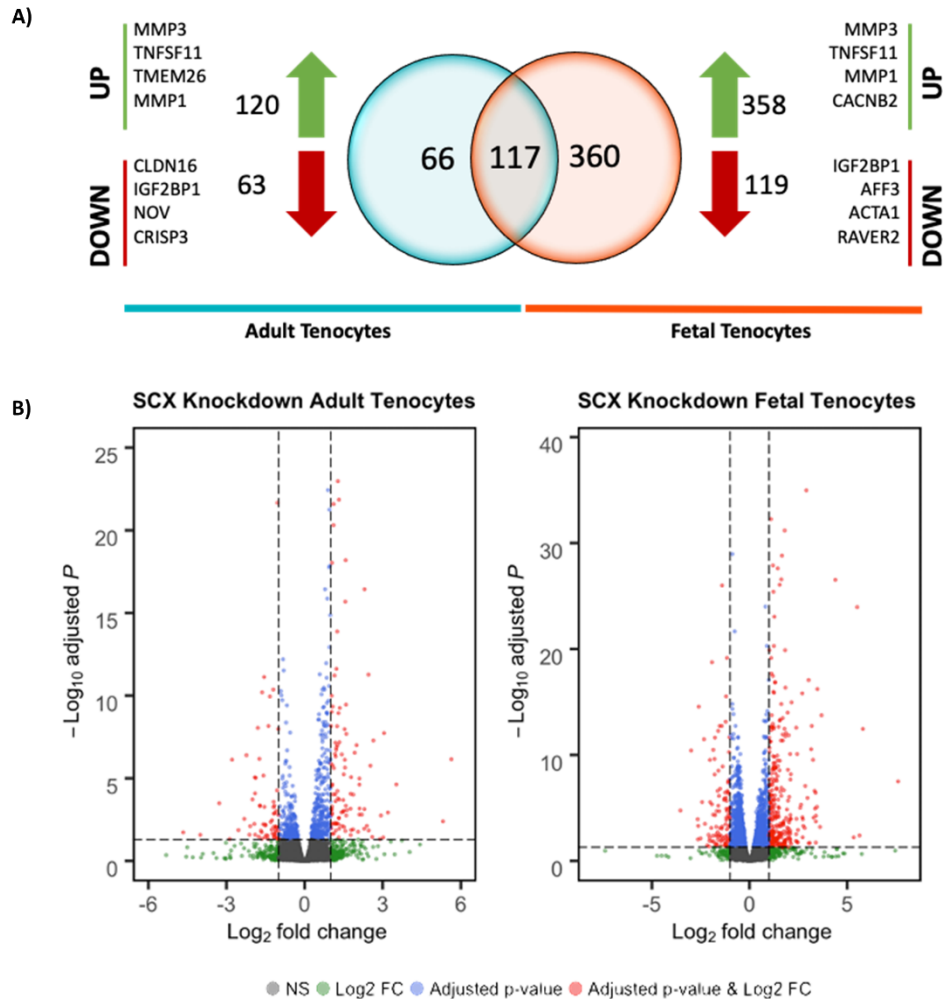 A)
UP
MMP3
TNFSF11
TMEM26
MMP1
120
DOWN
CLDN16
IGF2BP1
NOV
CRISP3
63
66
117
360
358
MMP3
TNFSF11
MMP1
CACNB2
UP
119
IGF2BP1
AFF3
ACTA1
RAVER2
DOWN
Adult Tenocytes
Fetal Tenocytes
B)
SCX Knockdown Adult Tenocytes
25
20
15
10
5
0
−Log10 adjusted P
-6 -3 0 3 6
Log2 fold change
SCX Knockdown Fetal Tenocytes
40
30
20
10
0
−Log10 adjusted P
-5 0 5
Log2 fold change
NS Log2 FC Adjusted p-value Adjusted p-value & Log2 FC